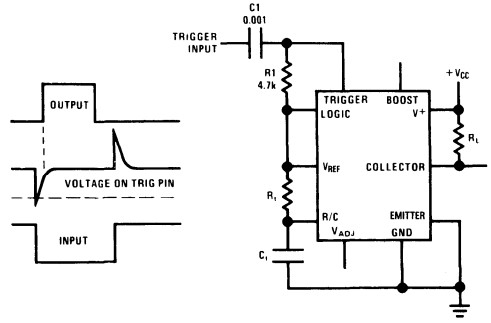 C1
0.001
TRIGGER
INPUT
R1
4.7k
+ VCC
TRIGGER
BOOST
LOGIC
V+
RL
VREF
COLLECTOR
Rt
R/C
EMITTER
VADJ
GND
Ct
OUTPUT
VOLTAGE ON TRIG PIN
INPUT